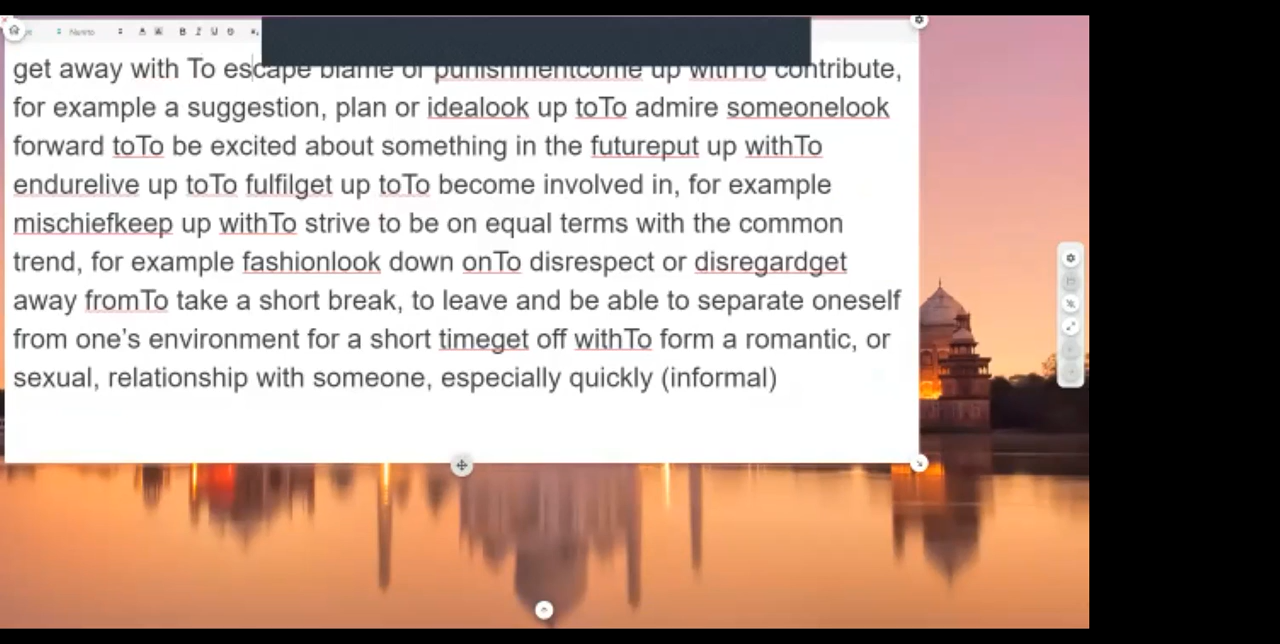 Nunito
B I U S
get away with To escape blame or punishmentcome up withTo contribute,
for example a suggestion, plan or idealook up toTo admire someonelook
forward toTo be excited about something in the futureput up withTo
endurelive up toTo fulfilget up toTo become involved in, for example
mischiefkeep up withTo strive to be on equal terms with the common
trend, for example fashionlook down onTo disrespect or disregardget
away fromTo take a short break, to leave and be able to separate oneself
from one’s environment for a short timeget off withTo form a romantic, or
sexual, relationship with someone, especially quickly (informal)